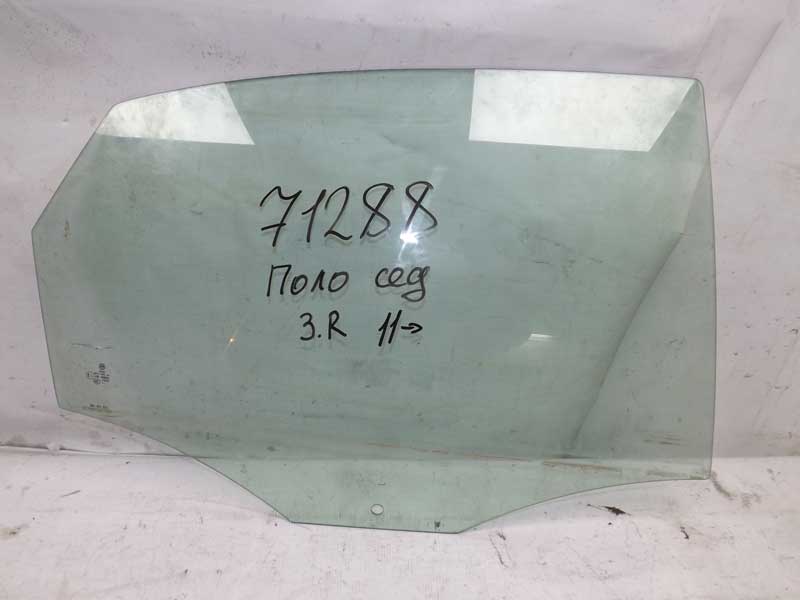 71288
Поло сед
З.R 11→